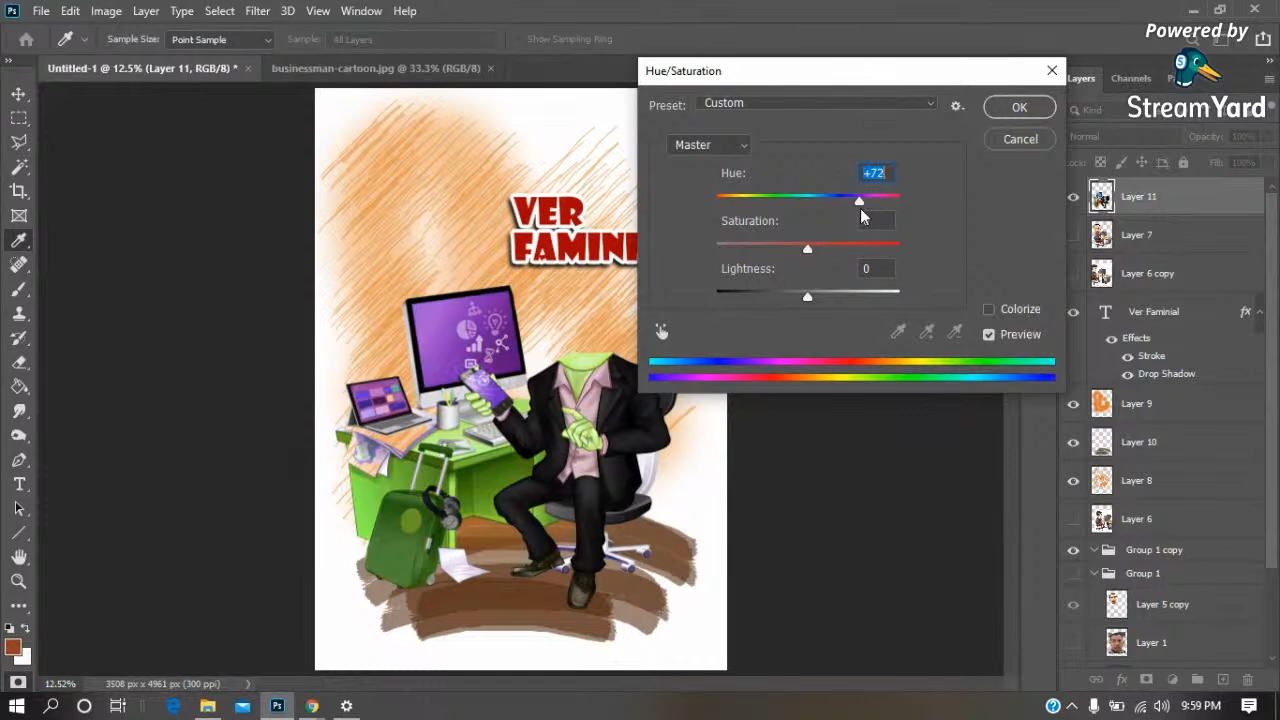 Ps File Edit Image Layer Type Select Filter 3D View Window Help
Powered by
StreamYard
Sample Size: Point Sample Sample: All Layers Show Sampling Ring
Untitled-1 @ 12.5% (Layer 11, RGB/8) * × businessman-cartoon.jpg @ 33.3% (RGB/8) ×
Layers Channels
Kind
Normal Opacity: 100%
Lock: Fill: 100%
Hue/Saturation
Preset: Custom
OK
Cancel
Master
Hue: +72
Saturation:
Lightness: 0
Colorize
Preview
VER
FAMIN
Layer 11
Layer 7
Layer 6 copy
T Ver Faminial fx
Effects
Stroke
Drop Shadow
Layer 9
Layer 10
Layer 8
Layer 6
Group 1 copy
Group 1
Layer 5 copy
Layer 1
12.52% 3508 px x 4961 px (300 ppi)
Ps 9:59 PM